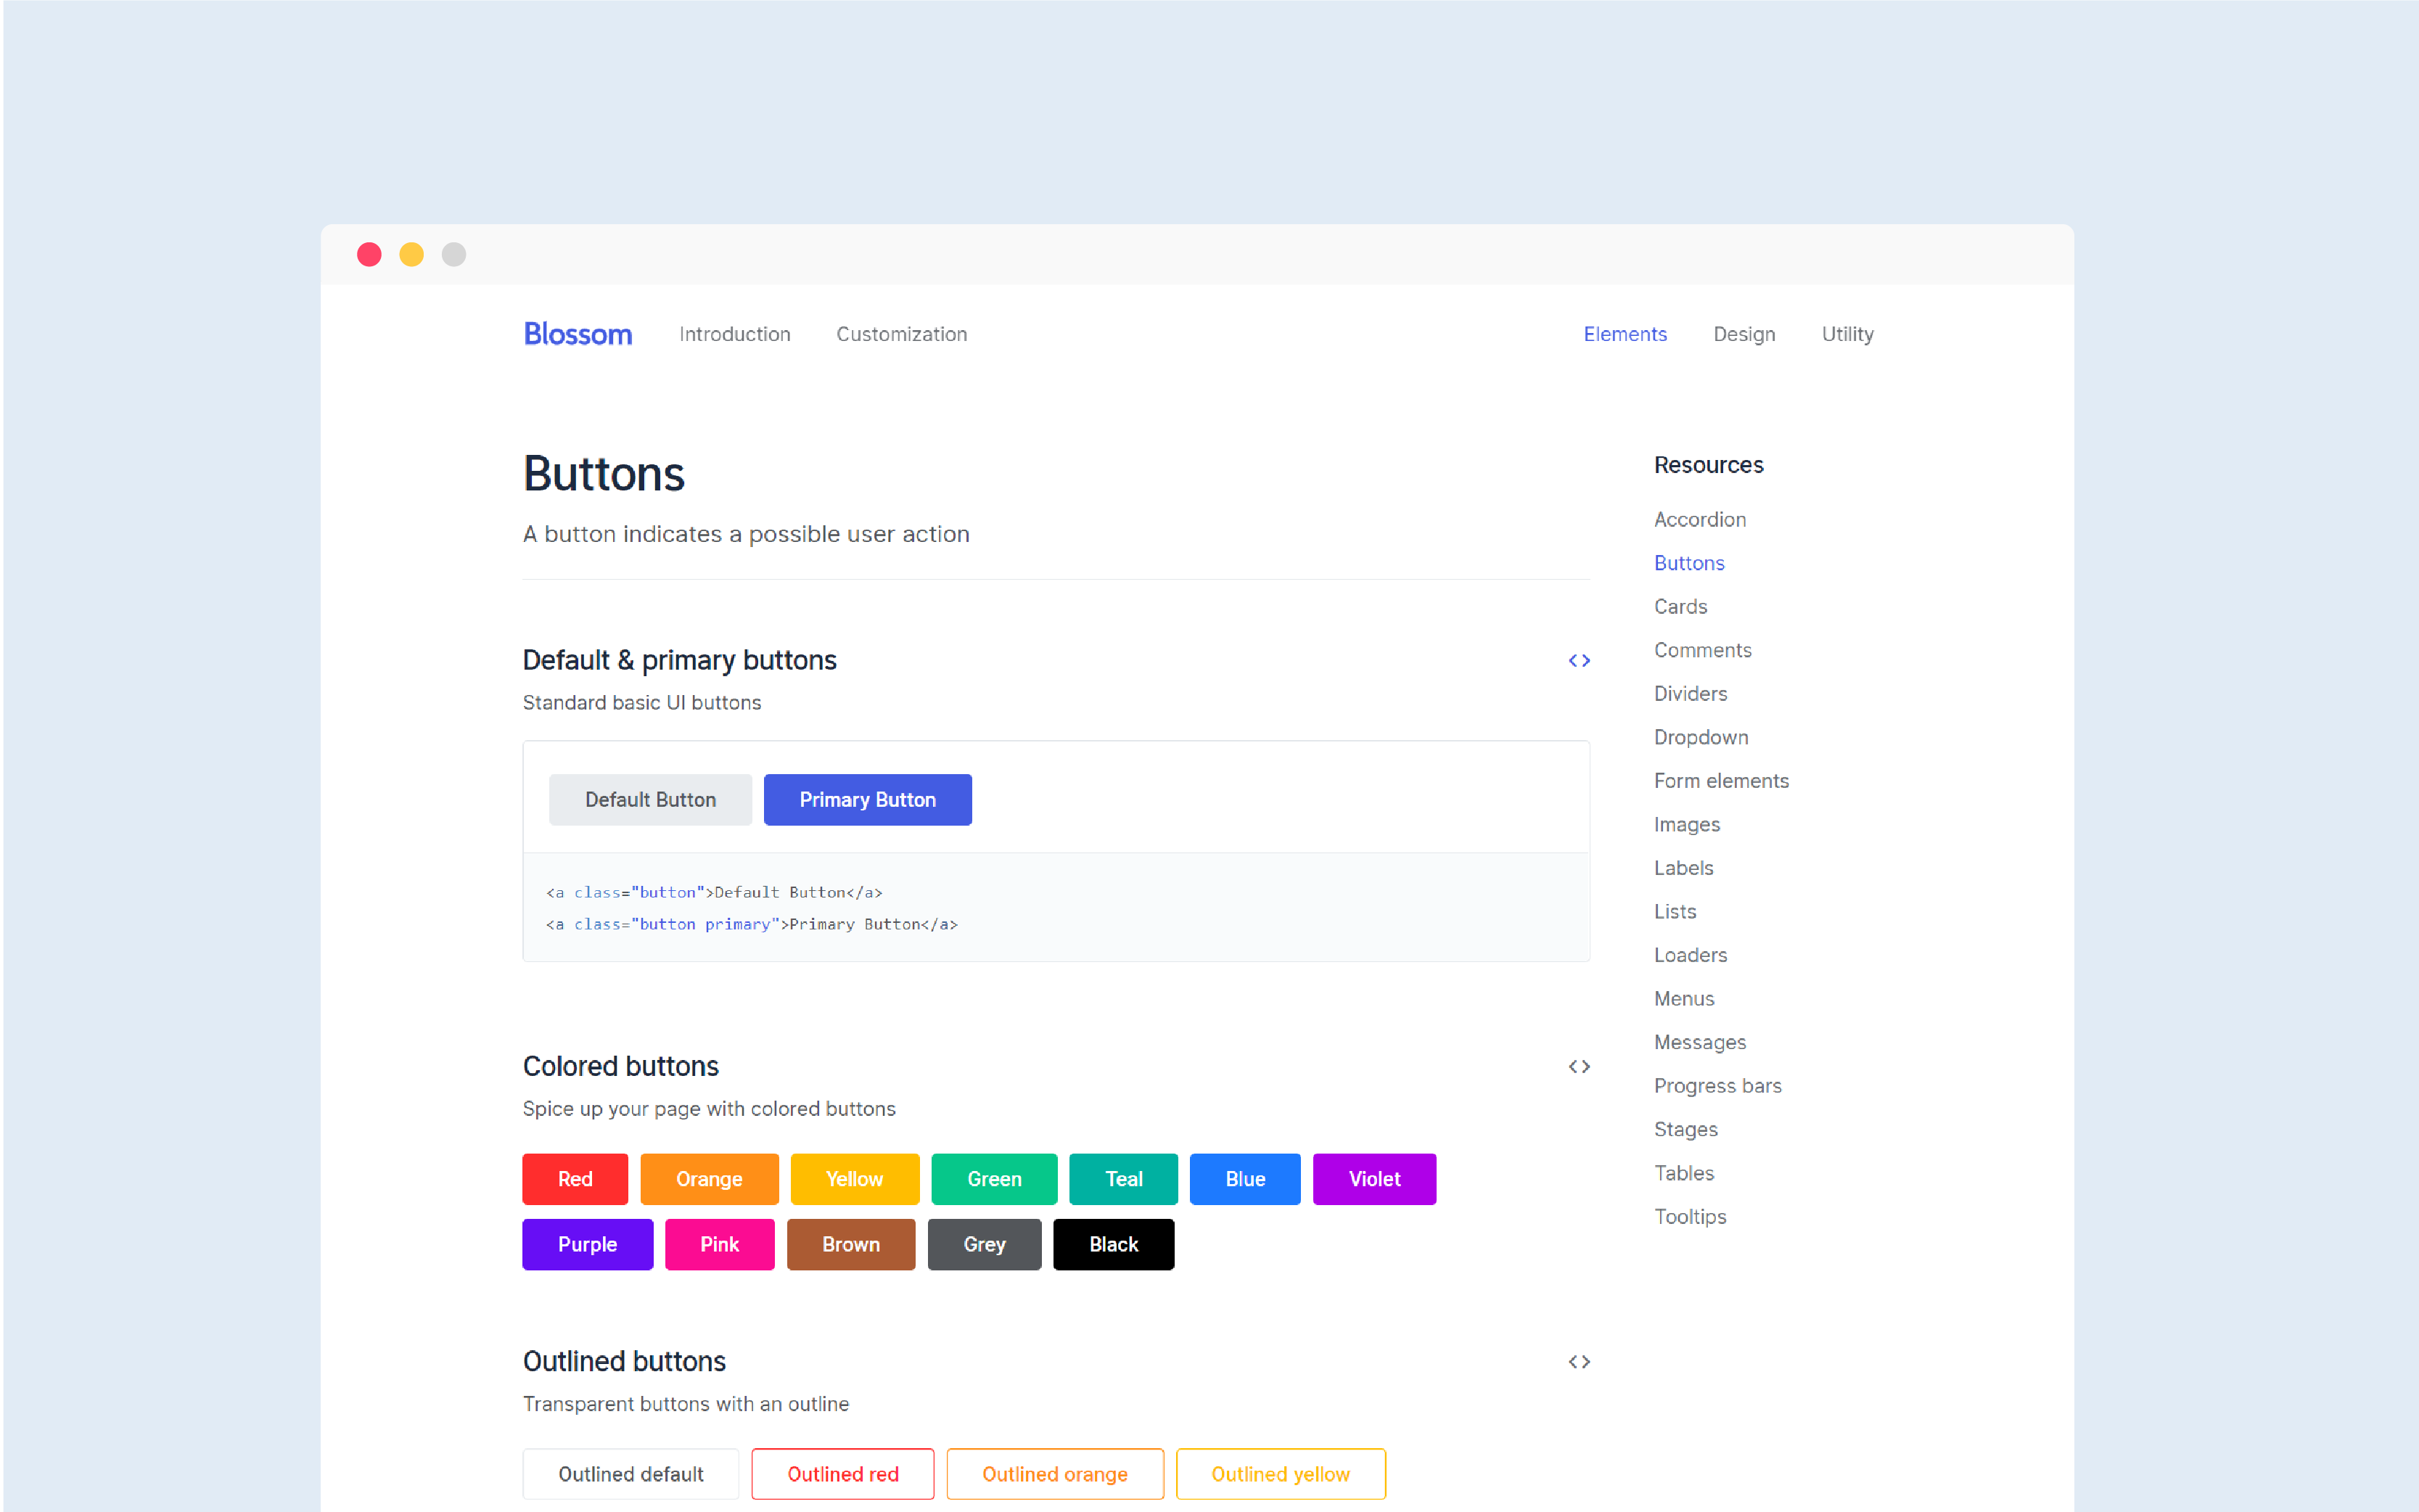 Blossom Introduction Customization Elements Design Utility
Buttons
A button indicates a possible user action
Default & primary buttons
<>
Standard basic UI buttons
Default Button Primary Button
<a class="button">Default Button</a>
<a class="button primary">Primary Button</a>
Colored buttons
<>
Spice up your page with colored buttons
Red Orange Yellow Green Teal Blue Violet
Purple Pink Brown Grey Black
Outlined buttons
<>
Transparent buttons with an outline
Outlined default Outlined red Outlined orange Outlined yellow
Resources
Accordion
Buttons
Cards
Comments
Dividers
Dropdown
Form elements
Images
Labels
Lists
Loaders
Menus
Messages
Progress bars
Stages
Tables
Tooltips